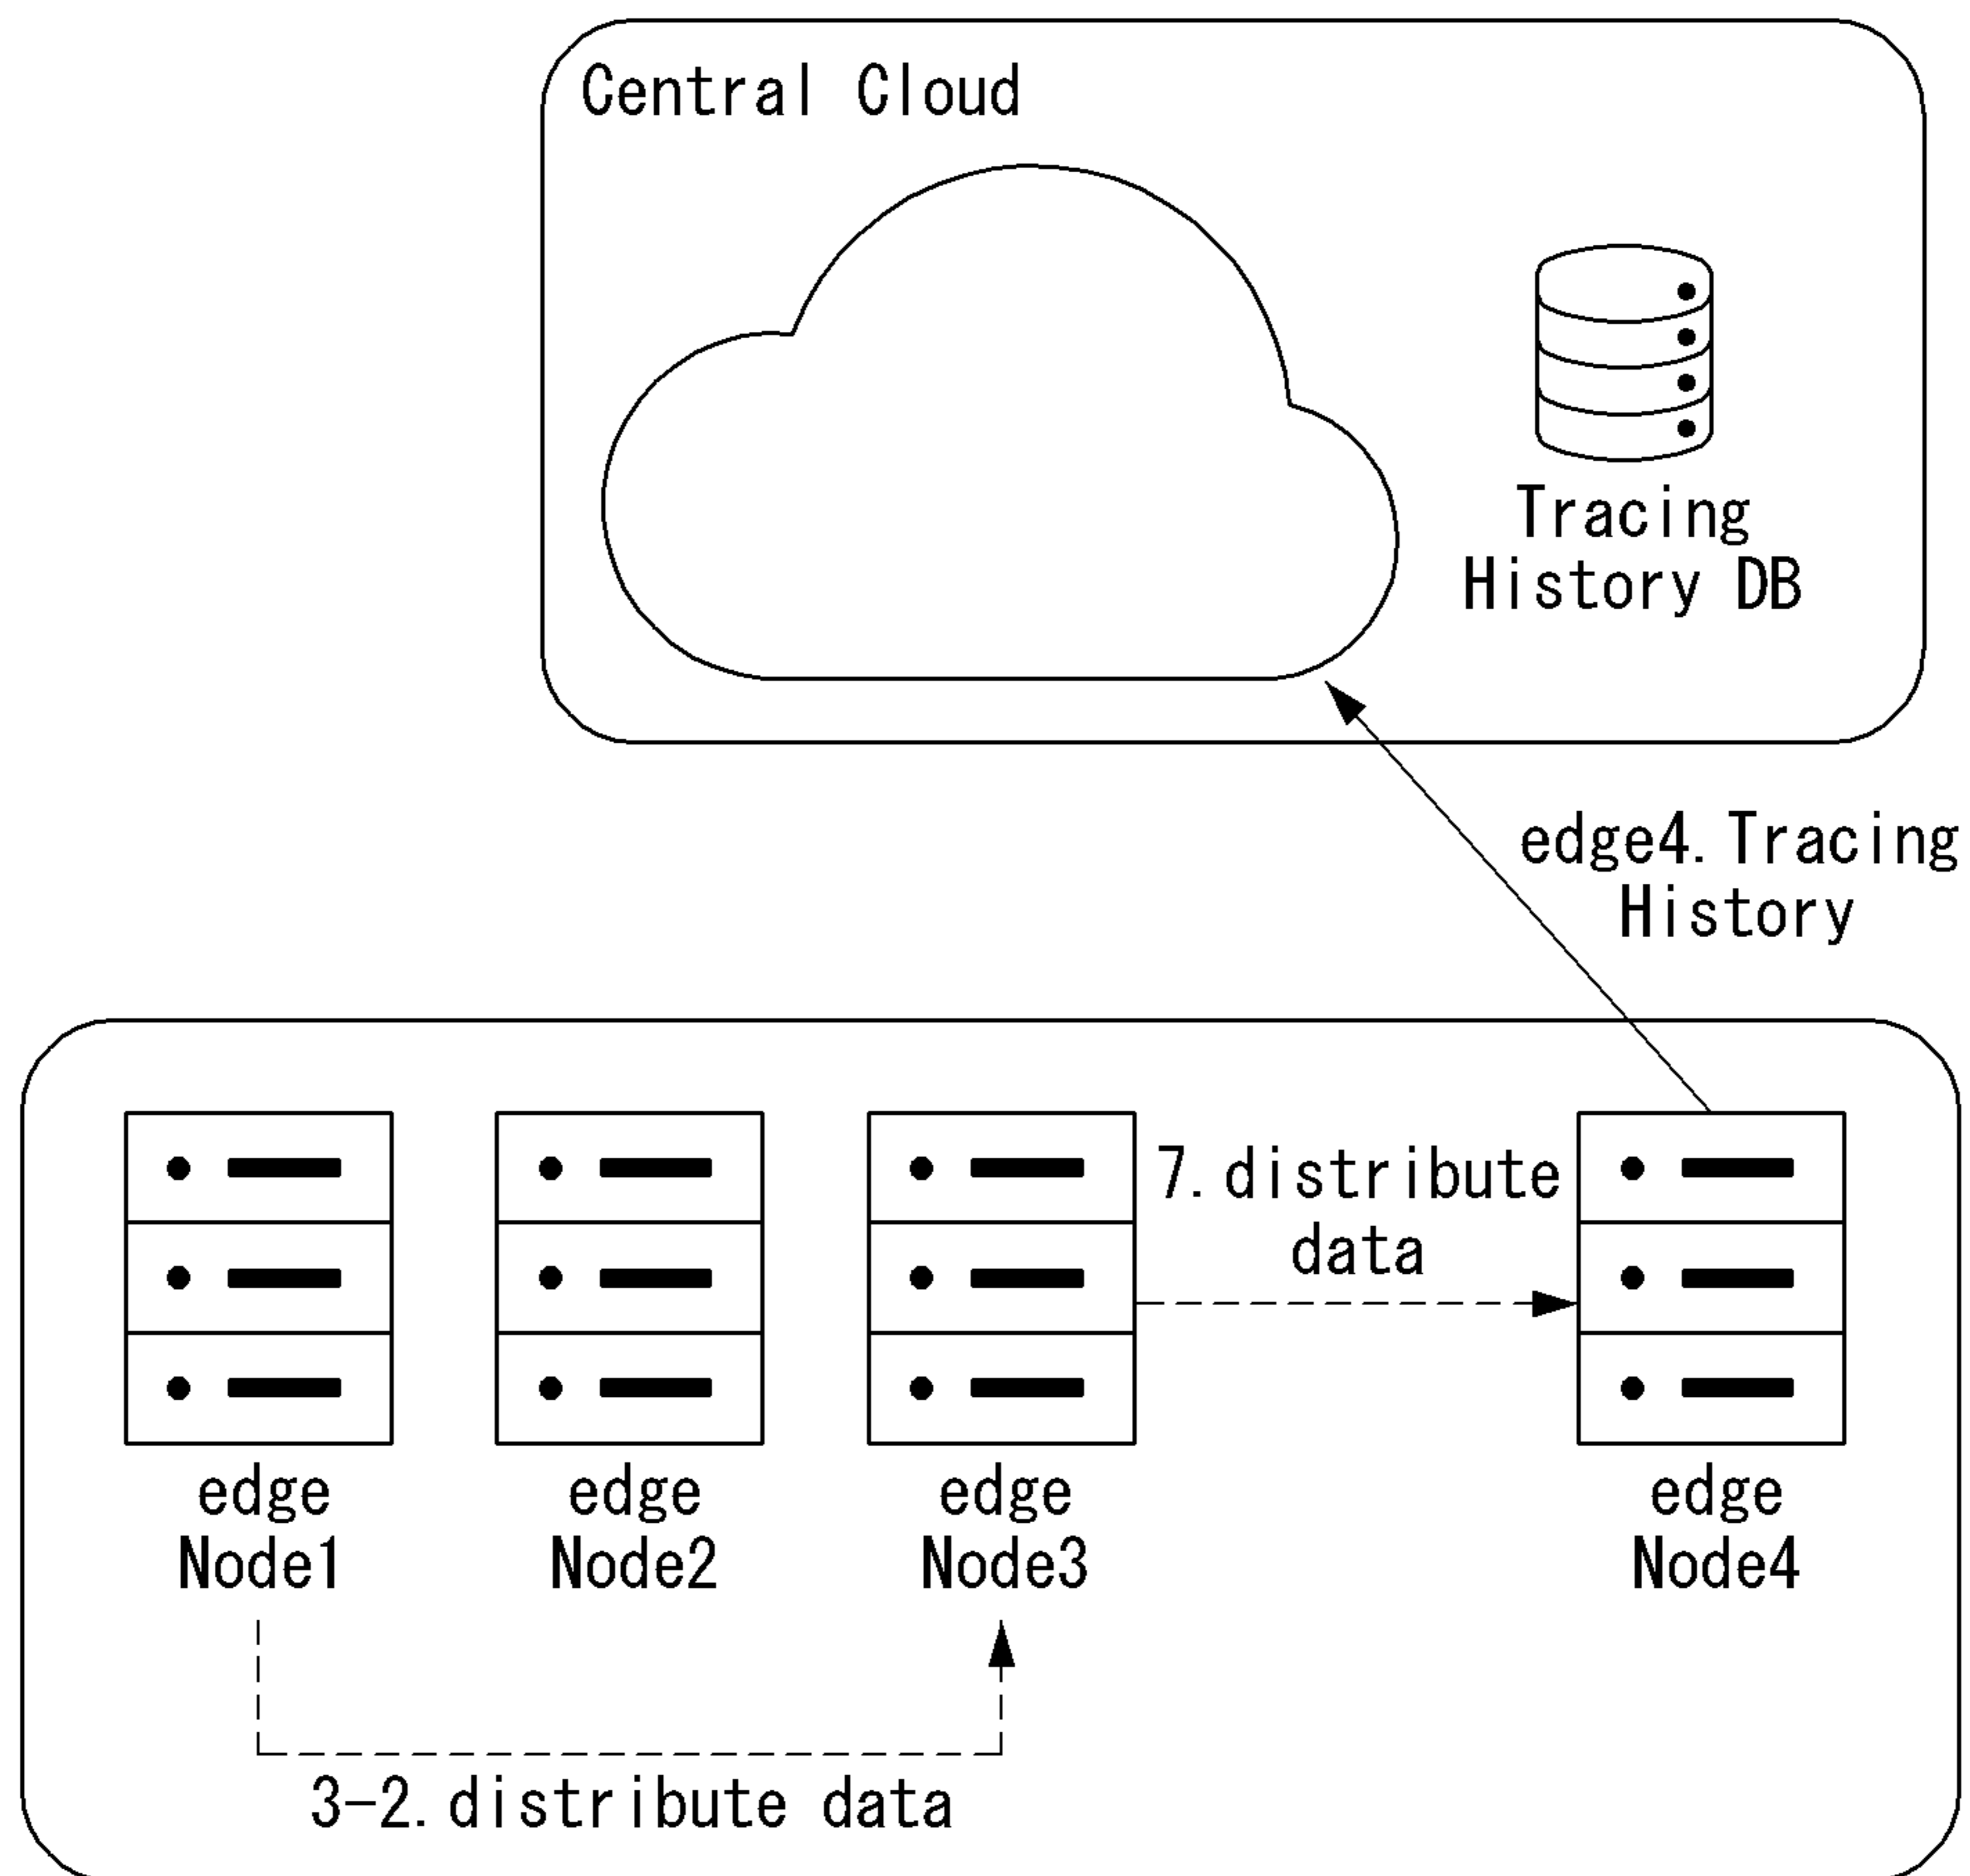 Central Cloud
Tracing
History DB
edge4. Tracing
History
7. distribute
data
edge
Node1
edge
Node2
edge
Node3
edge
Node4
3-2. distribute data